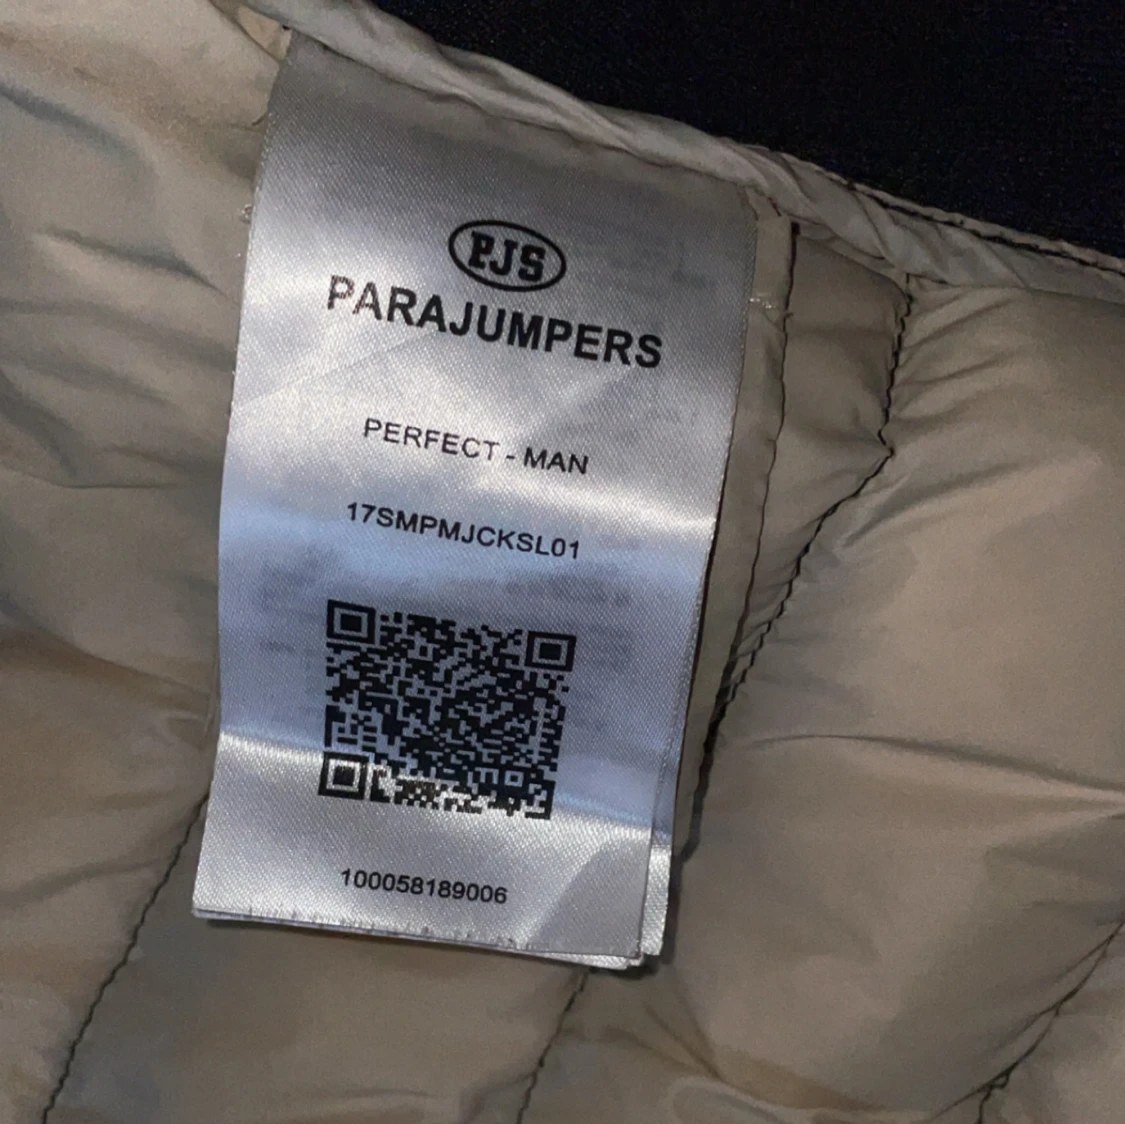 PJS
PARAJUMPERS
PERFECT - MAN
17SMPMJCKSL01
100058189006